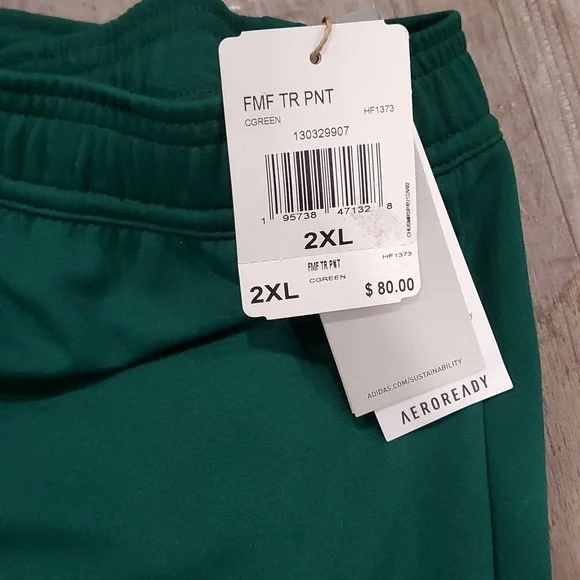 FMF TR PNT
CGREEN HF1373
130329907
1 95738 47132 8
2XL
FMF TR PNT HF1373
2XL CGREEN $ 80.00
ADIDAS.COM/SUSTAINABILITY
AEROREADY